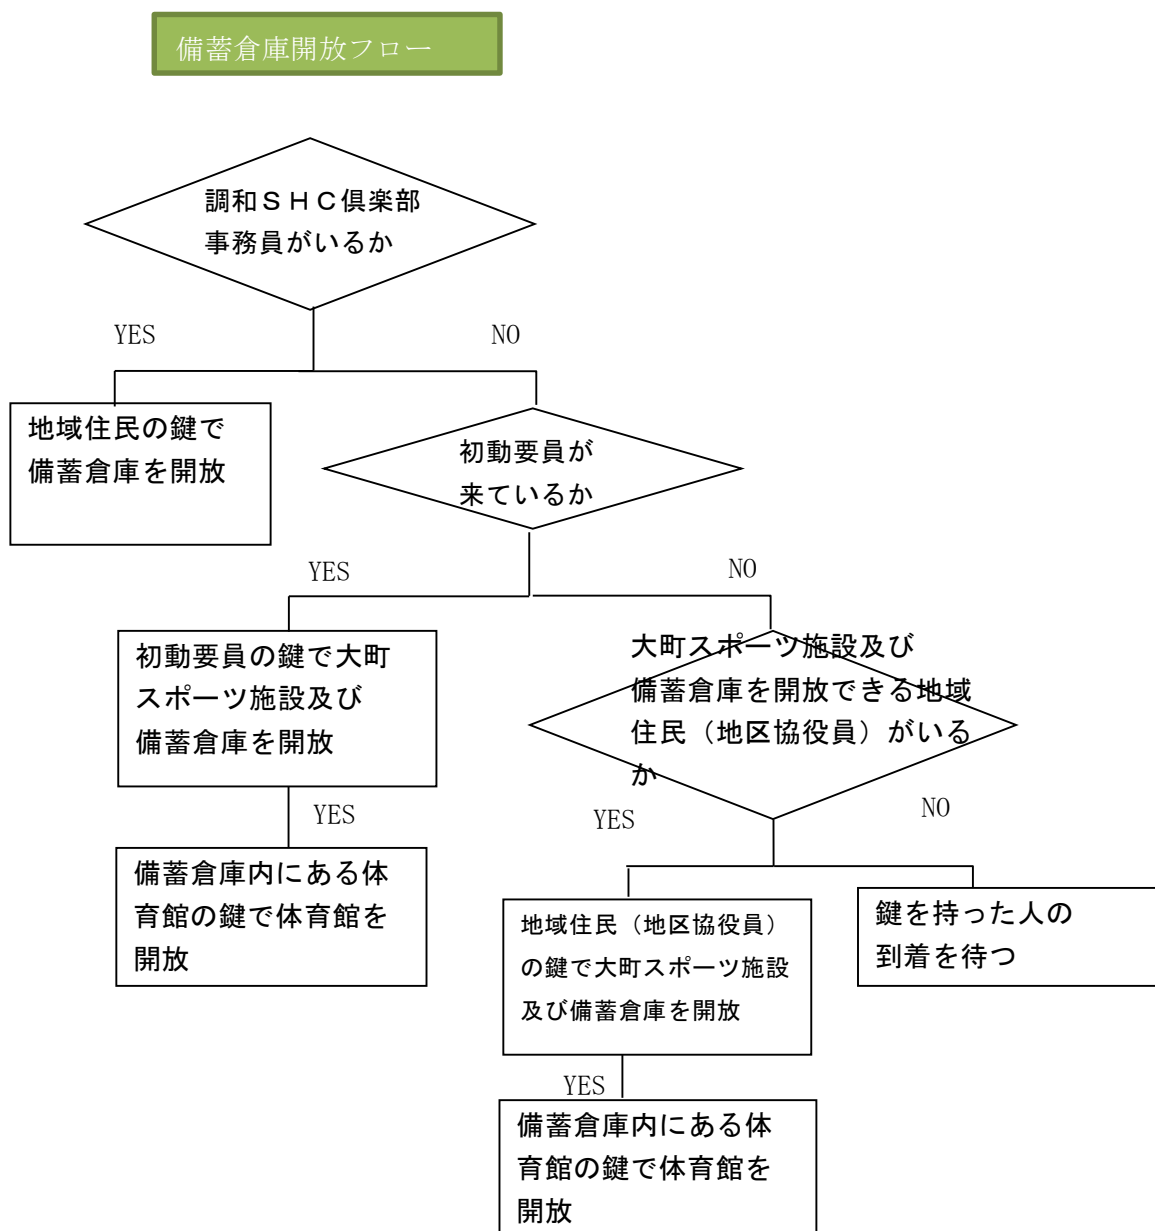 備蓄倉庫開放フロー
調和ＳＨＣ倶楽部
事務員がいるか
YES
NO
地域住民の鍵で
備蓄倉庫を開放
初動要員が
来ているか
YES
NO
初動要員の鍵で大町
スポーツ施設及び
備蓄倉庫を開放
大町スポーツ施設及び
備蓄倉庫を開放できる地域
住民（地区協役員）がいる
か
YES
備蓄倉庫内にある体
育館の鍵で体育館を
開放
YES
NO
地域住民（地区協役員）
の鍵で大町スポーツ施設
及び備蓄倉庫を開放
鍵を持った人の
到着を待つ
YES
備蓄倉庫内にある体
育館の鍵で体育館を
開放